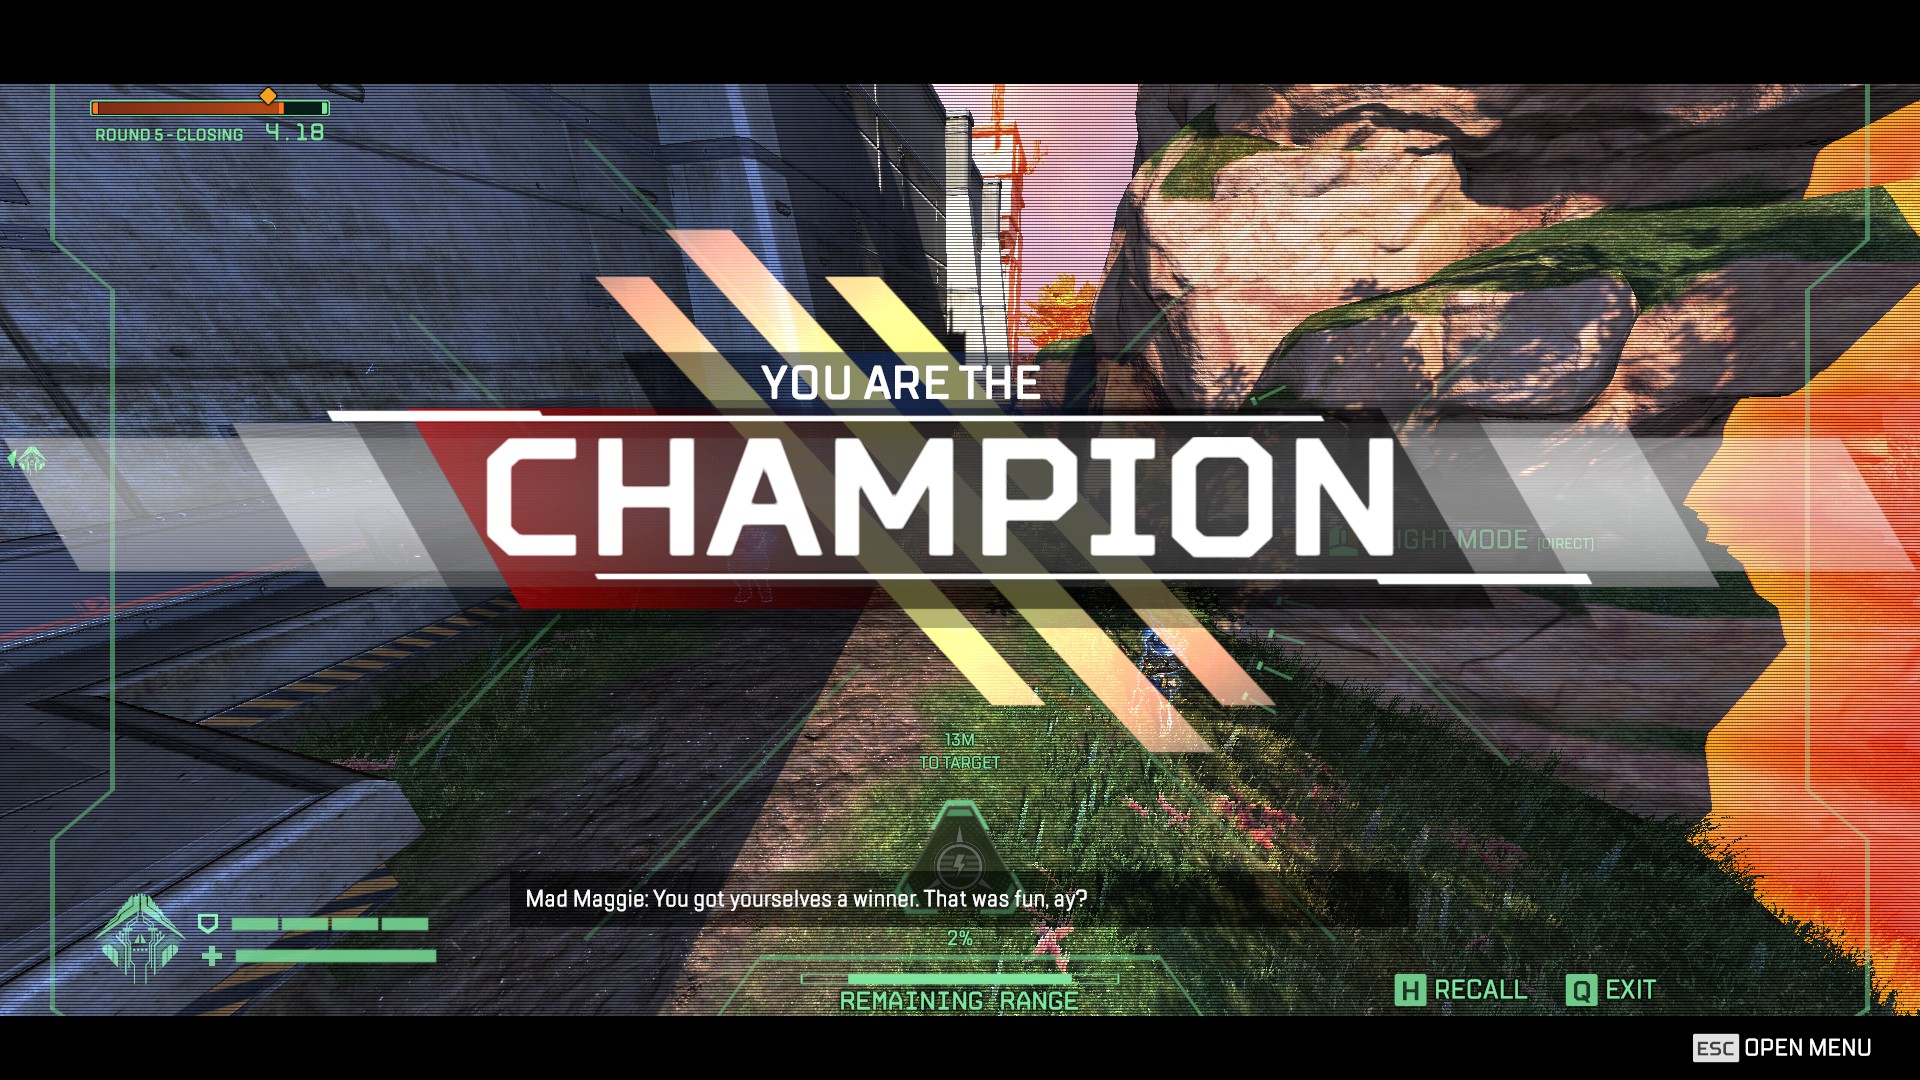 ROUND 5 - CLOSING 4.18
YOU ARE THE
CHAMPION
IGHT MODE [DIRECT]
13M
TO TARGET
Mad Maggie: You got yourselves a winner. That was fun, ay?
2%
REMAINING RANGE
H RECALL Q EXIT
ESC OPEN MENU